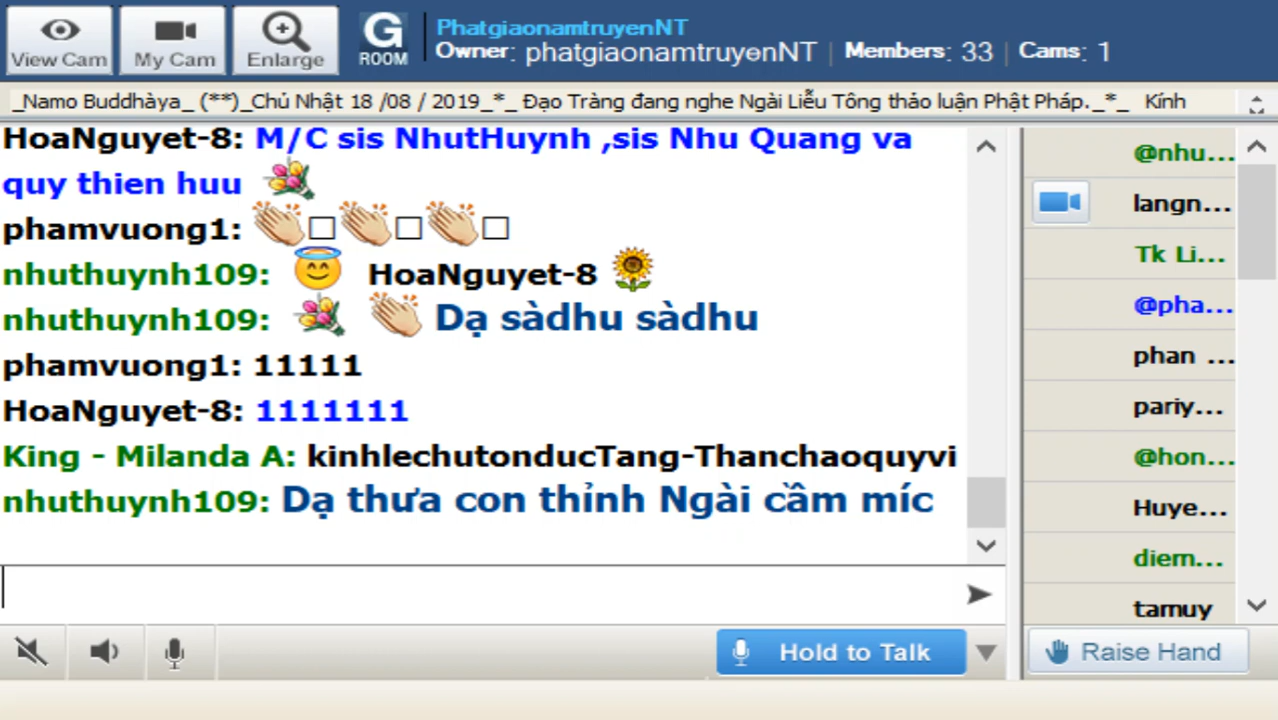 View Cam
My Cam
Enlarge
G
ROOM
PhatgiaonamtruyenNT
Owner: phatgiaonamtruyenNT | Members: 33 | Cams: 1
_Namo Buddhàya_ (**)_Chủ Nhật 18 /08 / 2019_*_ Đạo Tràng đang nghe Ngài Liễu Tông thảo luận Phật Pháp._*_ Kính
HoaNguyet-8: M/C sis NhutHuynh ,sis Nhu Quang va
quy thien huu
phamvuong1: 👏□👏□👏□
nhuthuynh109: 😇 HoaNguyet-8 🌻
nhuthuynh109: 💐 👏 Dạ sàdhu sàdhu
phamvuong1: 11111
HoaNguyet-8: 1111111
King - Milanda A: kinhlechutonducTang-Thanchaoquyvi
nhuthuynh109: Dạ thưa con thỉnh Ngài cầm míc
@nhu...
langn...
Tk Li...
@pha...
phan ...
pariy...
@hon...
Huye...
diem...
tamuy
Hold to Talk
Raise Hand